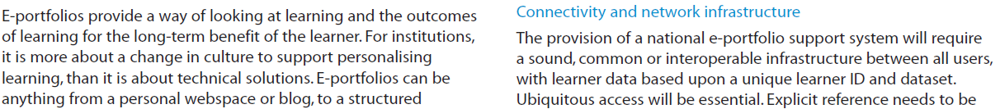 E-portfolios provide a way of looking at learning and the outcomes
of learning for the long-term benefit of the learner. For institutions,
it is more about a change in culture to support personalising
learning, than it is about technical solutions. E-portfolios can be
anything from a personal webspace or blog, to a structured
Connectivity and network infrastructure
The provision of a national e-portfolio support system will require
a sound, common or interoperable infrastructure between all users,
with learner data based upon a unique learner ID and dataset.
Ubiquitous access will be essential. Explicit reference needs to be